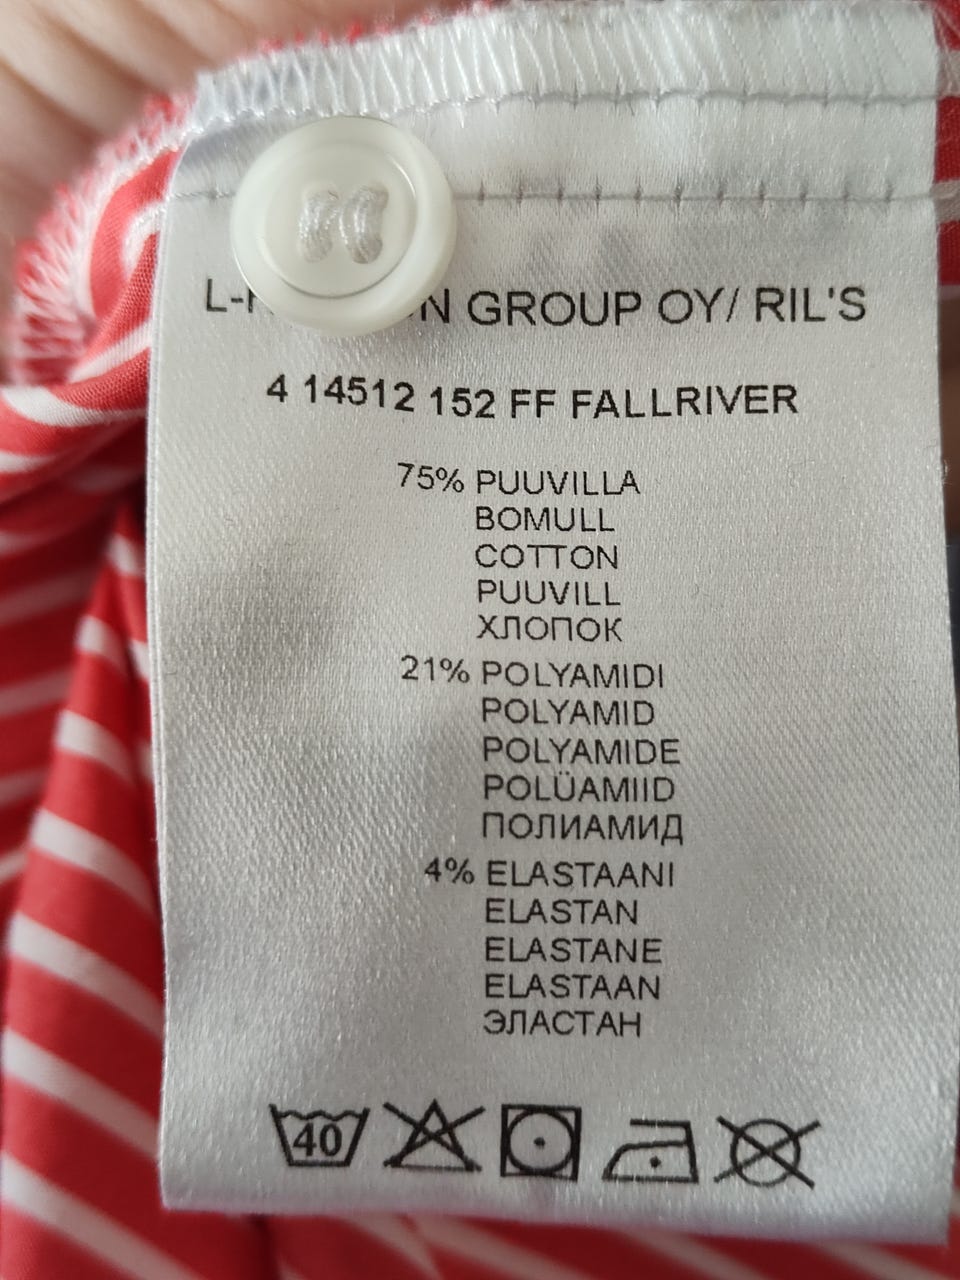 GROUP OY/ RIL'S
4 14512 152 FF FALLRIVER
75% PUUVILLA
BOMULL
COTTON
PUUVILL
ХЛОПОК
21% POLYAMIDI
POLYAMID
POLYAMIDE
POLÜAMIID
ПОЛИАМИД
4% ELASTAANI
ELASTAN
ELASTANE
ELASTAAN
ЭЛАСТАН
40